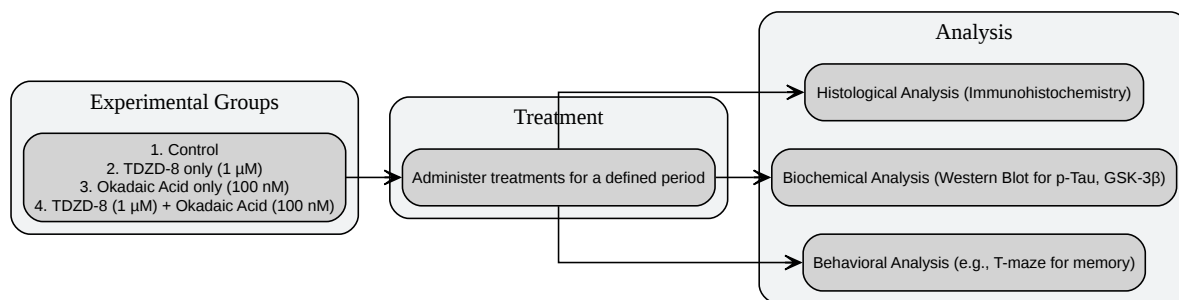 Experimental Groups
1. Control
2. TDZD-8 only (1 µM)
3. Okadaic Acid only (100 nM)
4. TDZD-8 (1 µM) + Okadaic Acid (100 nM)
Treatment
Administer treatments for a defined period
Analysis
Histological Analysis (Immunohistochemistry)
Biochemical Analysis (Western Blot for p-Tau, GSK-3β)
Behavioral Analysis (e.g., T-maze for memory)